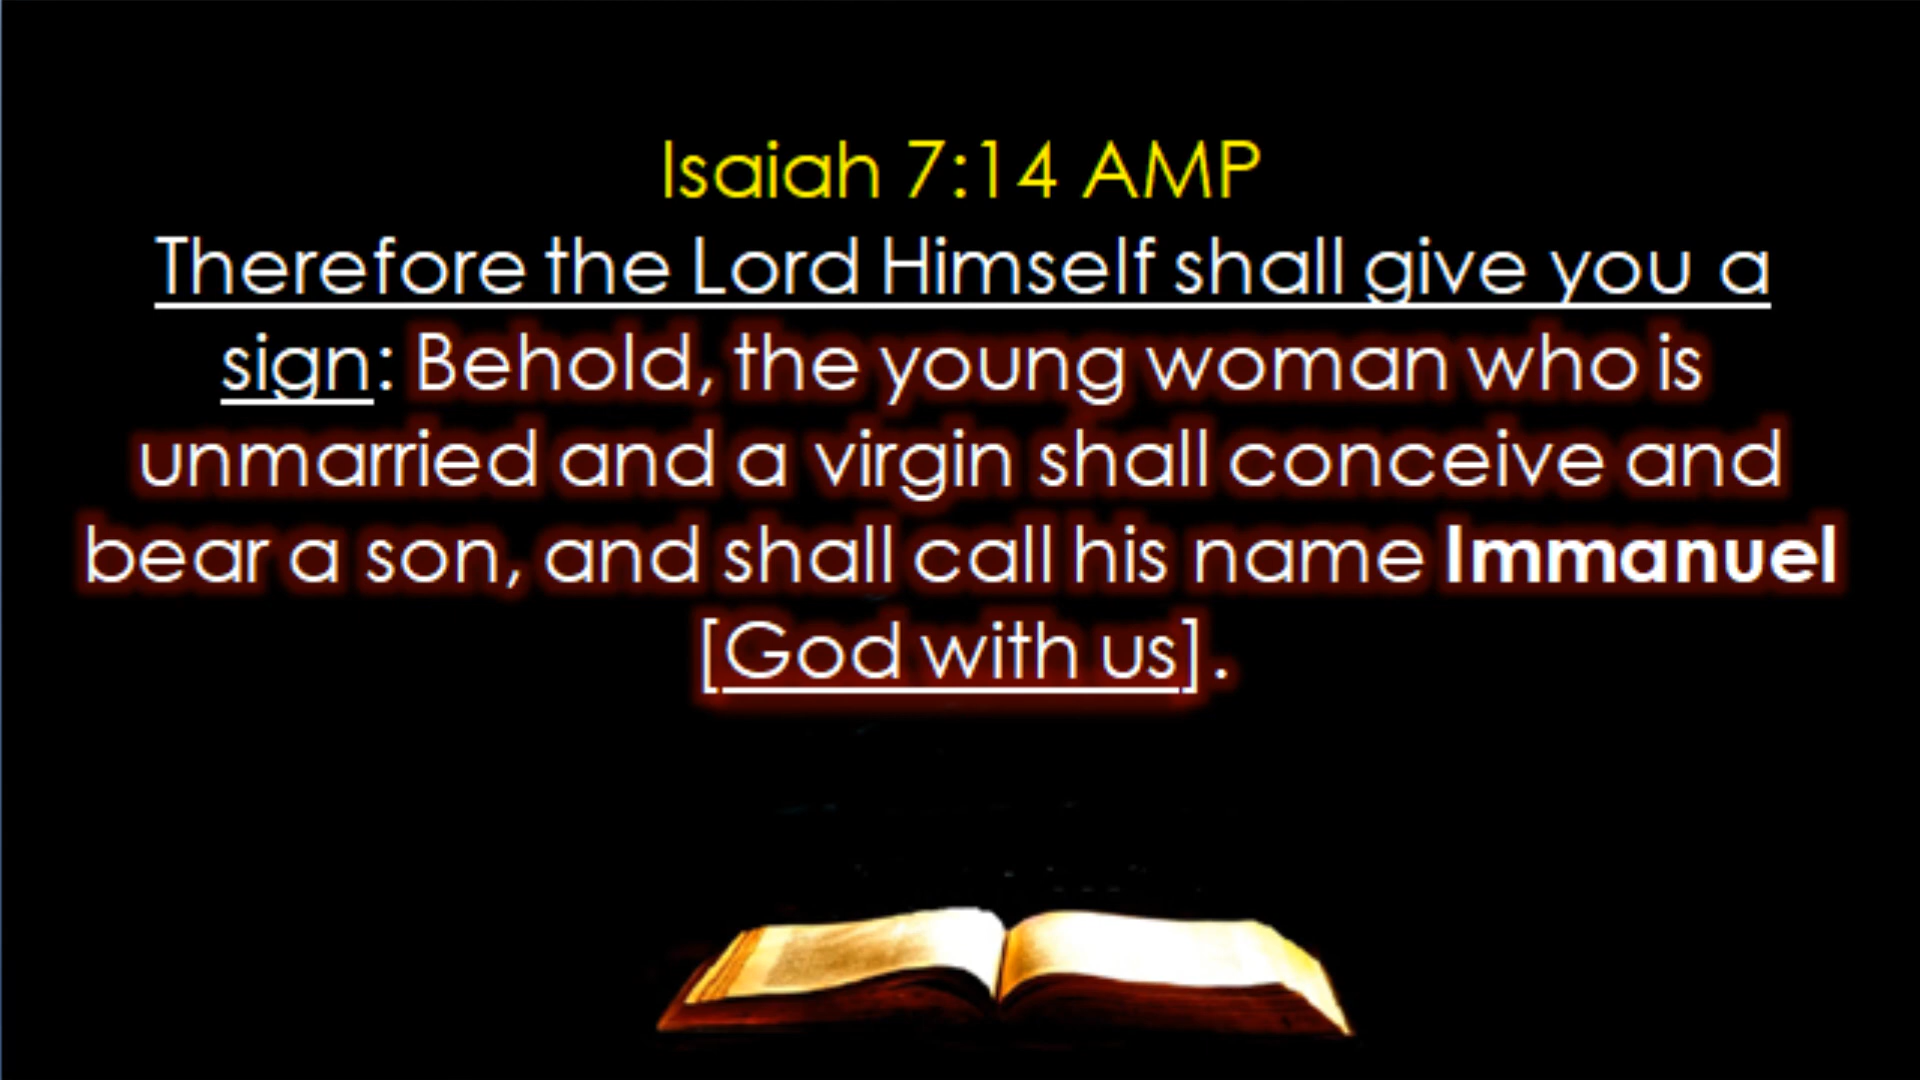 Isaiah 7:14 AMP
Therefore the Lord Himself shall give you a
sign: Behold, the young woman who is
unmarried and a virgin shall conceive and
bear a son, and shall call his name Immanuel
[God with us].